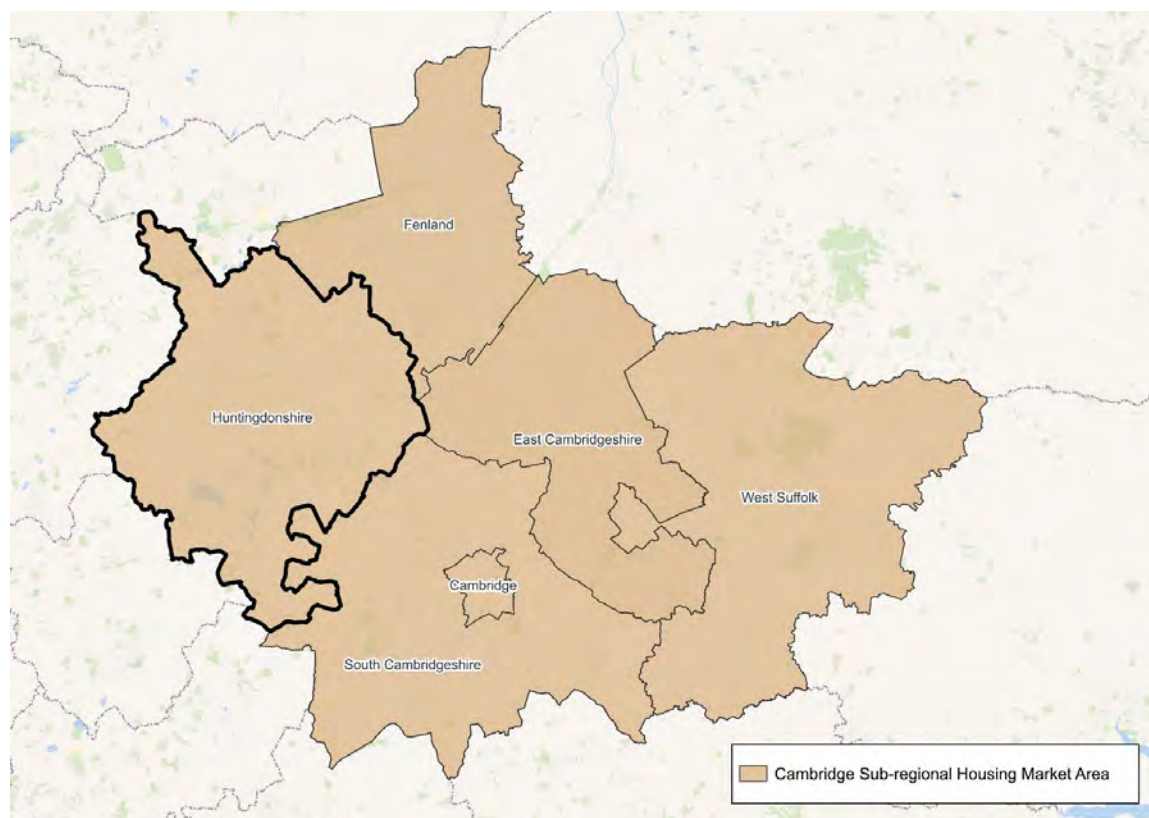 Fenland
Huntingdonshire
East Cambridgeshire
West Suffolk
Cambridge
South Cambridgeshire
Cambridge Sub-regional Housing Market Area